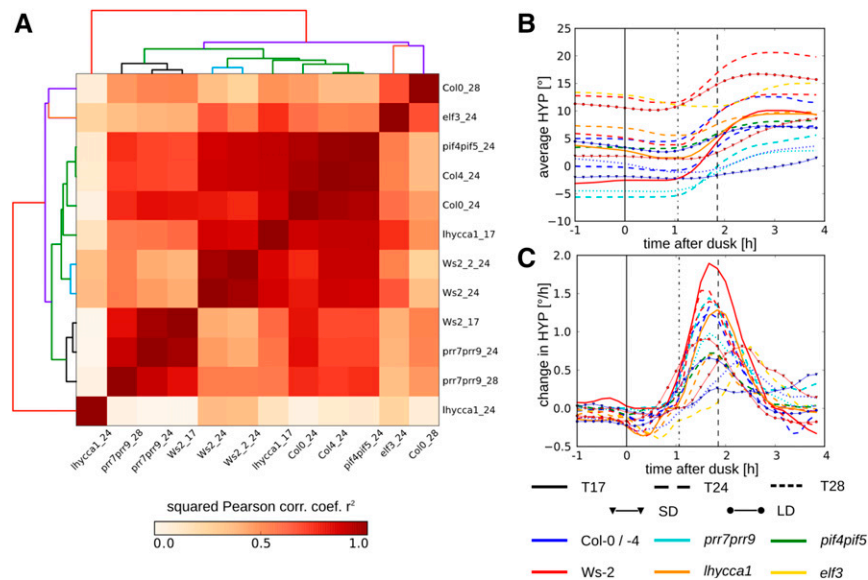 A
Col0_28
elf3_24
pif4pif5_24
Col4_24
Col0_24
lhycca1_17
Ws2_2_24
Ws2_24
Ws2_17
prr7prr9_24
prr7prr9_28
lhycca1_24
lhycca1_24
prr7prr9_28
prr7prr9_24
Ws2_17
Ws2_24
Ws2_2_24
lhycca1_17
Col0_24
Col4_24
pif4pif5_24
elf3_24
Col0_28
squared Pearson corr. coef. r²
0.0 0.5 1.0
B
average HYP [°]
25
20
15
10
5
0
−5
−10
-1 0 1 2 3 4
time after dusk [h]
C
change in HYP [°/h]
2.0
1.5
1.0
0.5
0.0
−0.5
-1 0 1 2 3 4
time after dusk [h]
T17 T24 T28
SD LD
Col-0 / -4 prr7prr9 pif4pif5
Ws-2 lhycca1 elf3